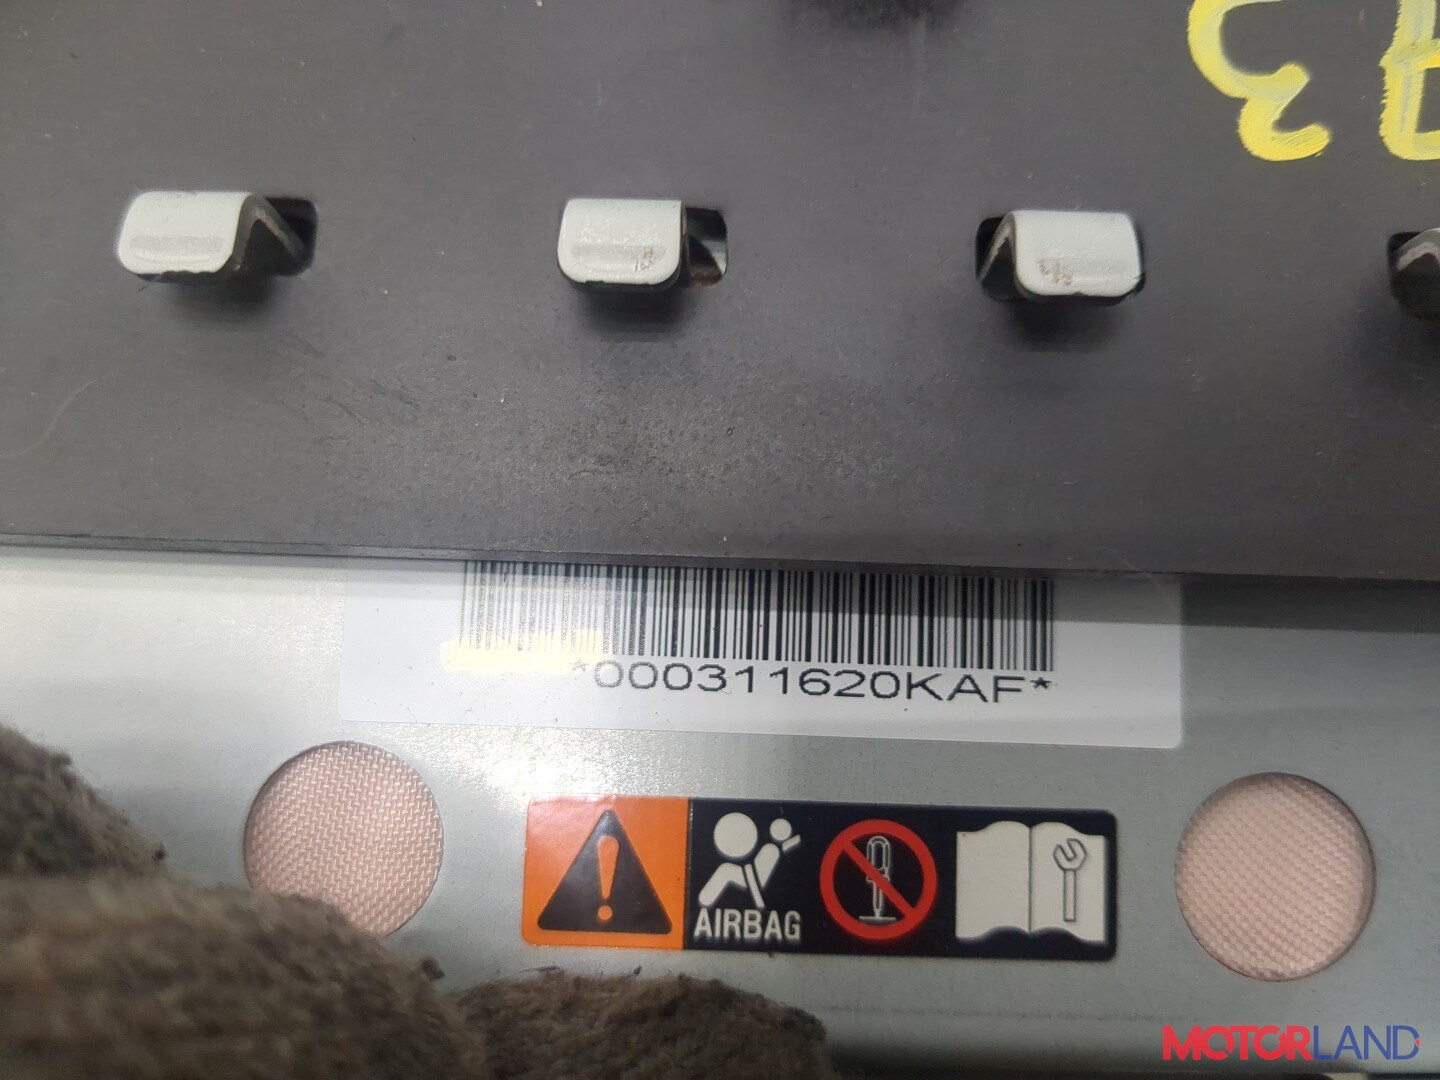 *000311620KAF*
AIRBAG
MOTORLAND